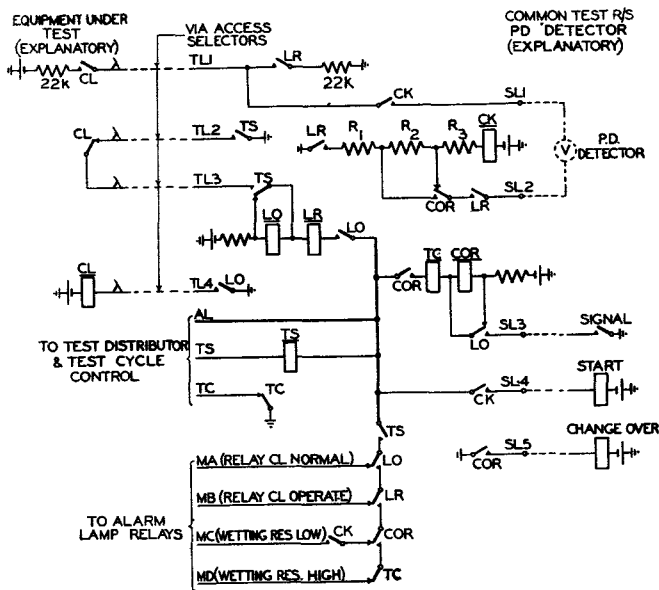 EQUIPMENT UNDER
TEST
(EXPLANATORY)
VIA ACCESS
SELECTORS
COMMON TEST R/S
PD DETECTOR
(EXPLANATORY)
22K
CL
λ
TL1
LR
22K
CK
SL1
CL
λ
TL2
TS
LR
R1
R2
R3
CK
V
P.D.
DETECTOR
λ
TL3
TS
COR
LR
SL2
LO
LR
LO
TC
COR
CL
λ
TL4
LO
COR
AL
LO
SL3
SIGNAL
TO TEST DISTRIBUTOR
& TEST CYCLE
CONTROL
TS
TS
TC
TC
CK
SL4
START
TS
COR
SL5
CHANGE OVER
MA (RELAY CL NORMAL)
LO
MB (RELAY CL OPERATE)
LR
TO ALARM
LAMP RELAYS
MC(WETTING RES LOW)
CK
COR
MD(WETTING RES. HIGH)
TC